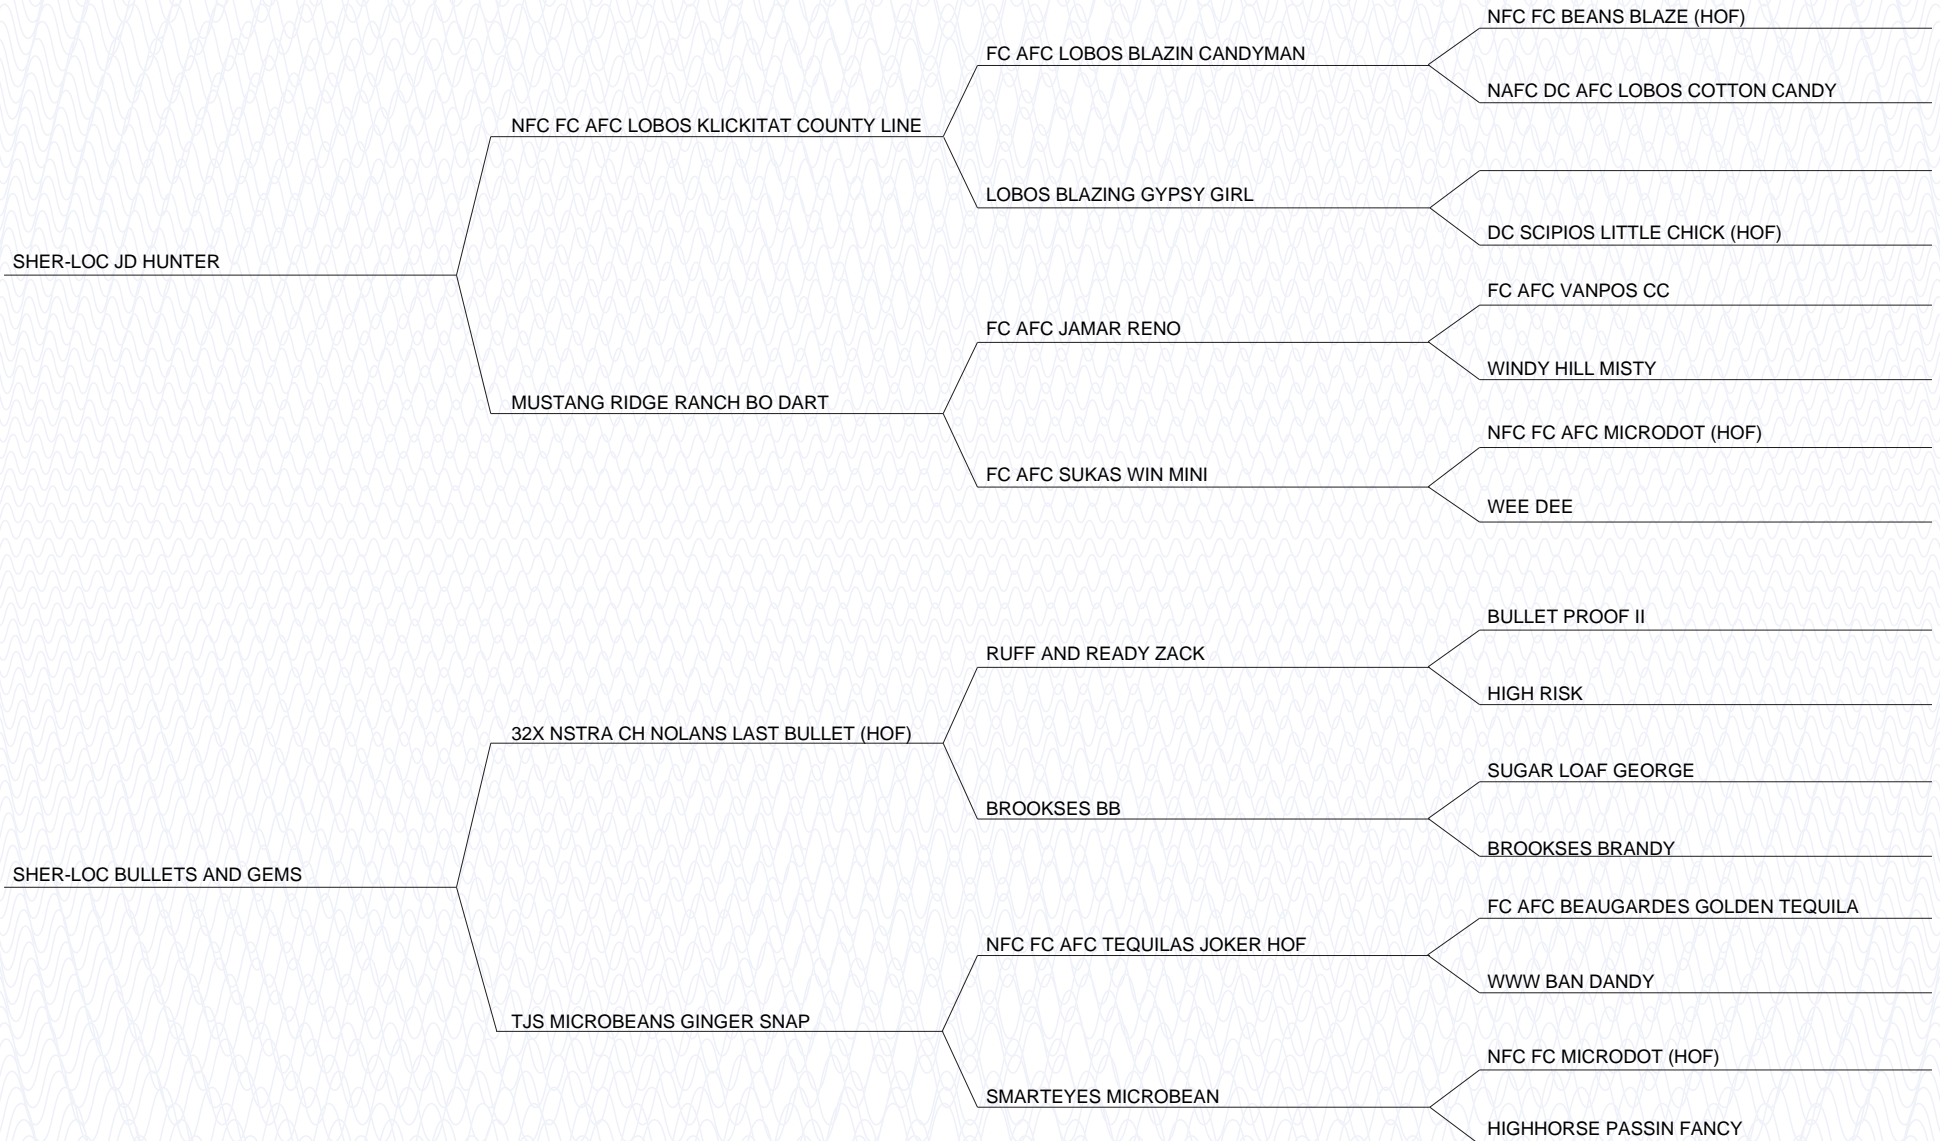 NFC FC BEANS BLAZE (HOF)
FC AFC LOBOS BLAZIN CANDYMAN
NAFC DC AFC LOBOS COTTON CANDY
NFC FC AFC LOBOS KLICKITAT COUNTY LINE
LOBOS BLAZING GYPSY GIRL
DC SCIPIOS LITTLE CHICK (HOF)
SHER-LOC JD HUNTER
FC AFC VANPOS CC
FC AFC JAMAR RENO
WINDY HILL MISTY
MUSTANG RIDGE RANCH BO DART
NFC FC AFC MICRODOT (HOF)
FC AFC SUKAS WIN MINI
WEE DEE
BULLET PROOF II
RUFF AND READY ZACK
HIGH RISK
32X NSTRA CH NOLANS LAST BULLET (HOF)
SUGAR LOAF GEORGE
BROOKSES BB
BROOKSES BRANDY
SHER-LOC BULLETS AND GEMS
FC AFC BEAUGARDES GOLDEN TEQUILA
NFC FC AFC TEQUILAS JOKER HOF
WWW BAN DANDY
TJS MICROBEANS GINGER SNAP
NFC FC MICRODOT (HOF)
SMARTEYES MICROBEAN
HIGHHORSE PASSIN FANCY